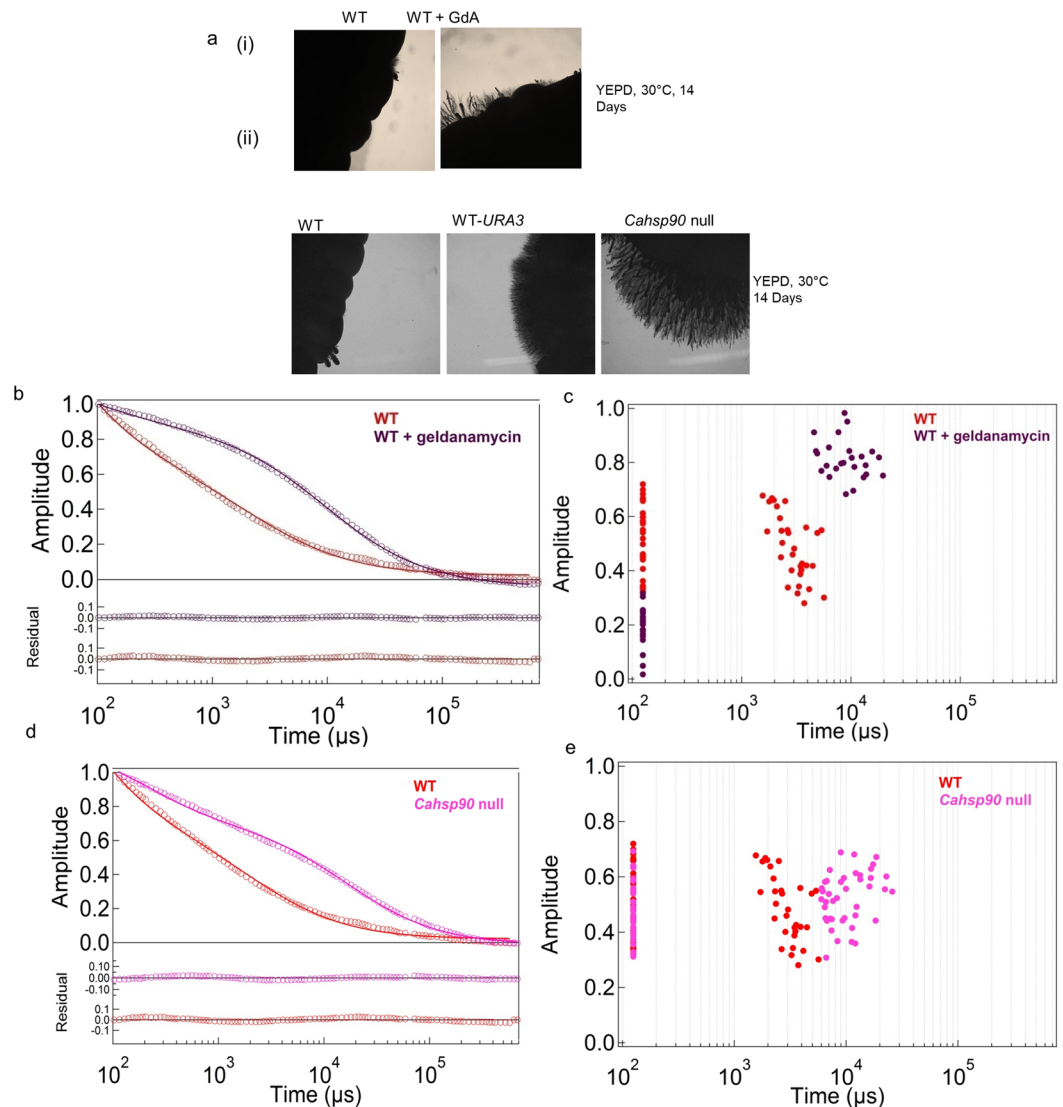 WT WT + GdA
a (i)
YEPD, 30°C, 14
Days
(ii)
WT WT-URA3 Cahsp90 null
YEPD, 30°C
14 Days
b
1.0
0.8
0.6
0.4
0.2
0.0
Amplitude
WT
WT + geldanamycin
0.1
0.0
-0.1
0.1
0.0
-0.1
Residual
10² 10³ 10⁴ 10⁵
Time (µs)
c
1.0
0.8
0.6
0.4
0.2
0.0
Amplitude
WT
WT + geldanamycin
10² 10³ 10⁴ 10⁵
Time (µs)
d
1.0
0.8
0.6
0.4
0.2
0.0
Amplitude
WT
Cahsp90 null
0.10
0.00
-0.10
0.1
0.0
-0.1
Residual
10² 10³ 10⁴ 10⁵
Time (µs)
e
1.0
0.8
0.6
0.4
0.2
0.0
Amplitude
WT
Cahsp90 null
10² 10³ 10⁴ 10⁵
Time (µs)